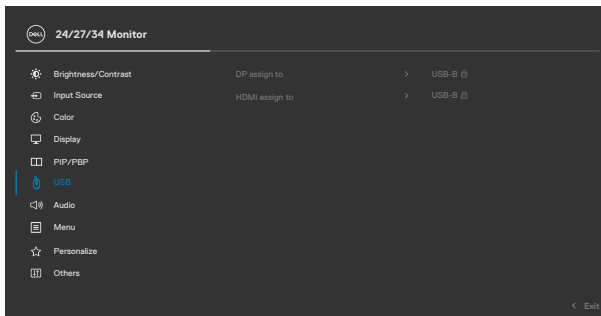 DELL 24/27/34 Monitor
Brightness/Contrast DP assign to > USB-B
Input Source HDMI assign to > USB-B
Color
Display
PIP/PBP
USB
Audio
Menu
Personalize
Others
< Exit